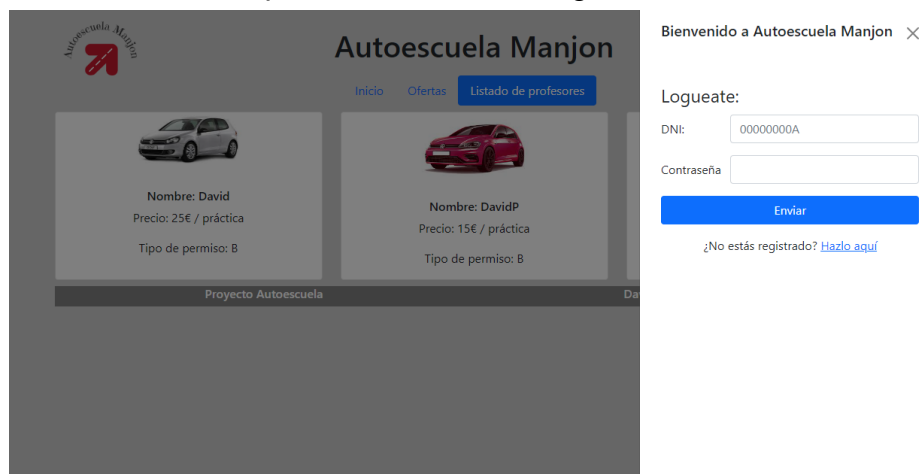 Autoescuela Manjon
Autoescuela Manjon
Inicio Ofertas Listado de profesores
Nombre: David
Precio: 25€ / práctica
Tipo de permiso: B
Nombre: DavidP
Precio: 15€ / práctica
Tipo de permiso: B
Proyecto Autoescuela
Bienvenido a Autoescuela Manjon
Logueate:
DNI: 00000000A
Contraseña
Enviar
¿No estás registrado? Hazlo aquí